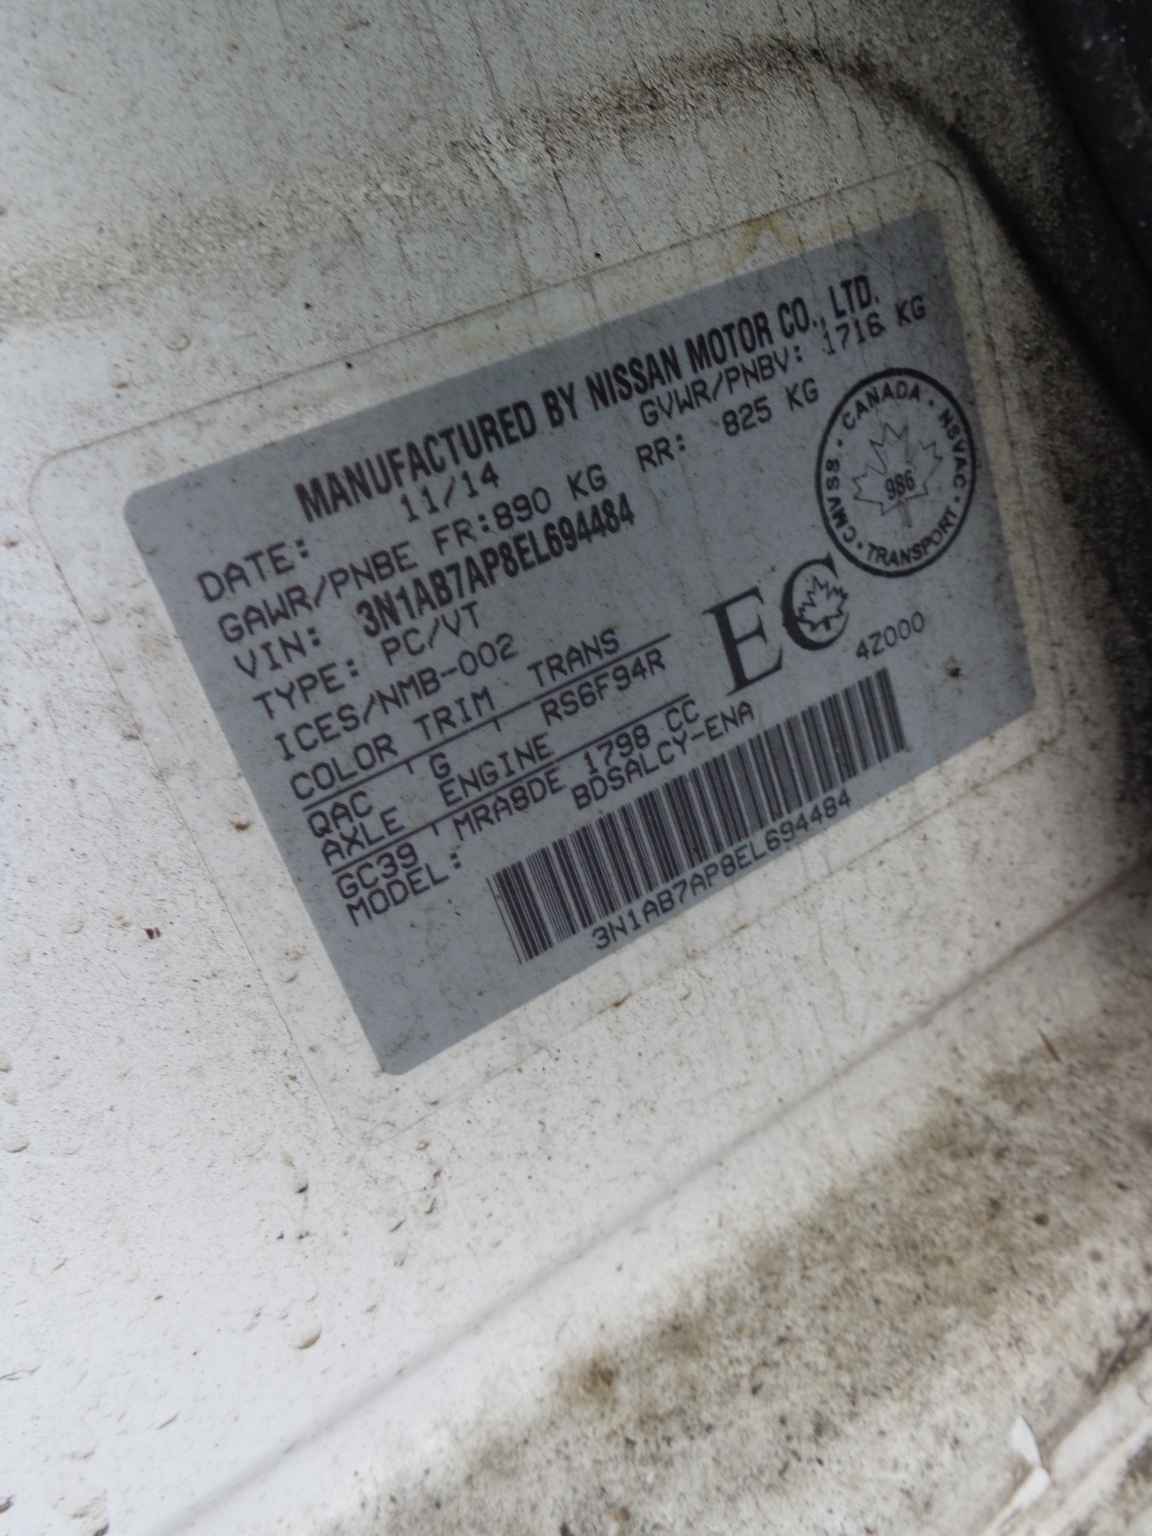 MANUFACTURED BY NISSAN MOTOR CO., LTD.
DATE: 11/14 GVWR/PNBV: 1716 KG
GAWR/PNBE FR:890 KG RR: 825 KG
VIN: 3N1AB7AP8EL694484
TYPE: PC/VT
ICES/NMB-002
COLOR TRIM TRANS
QAC G RS6F94R
AXLE ENGINE
GC39 MRA8DE 1798 CC
MODEL: BDSALCY-ENA
CMVSS · CANADA · NSVAC · TRANSPORT ·
986
EC
4Z000
3N1AB7AP8EL694484